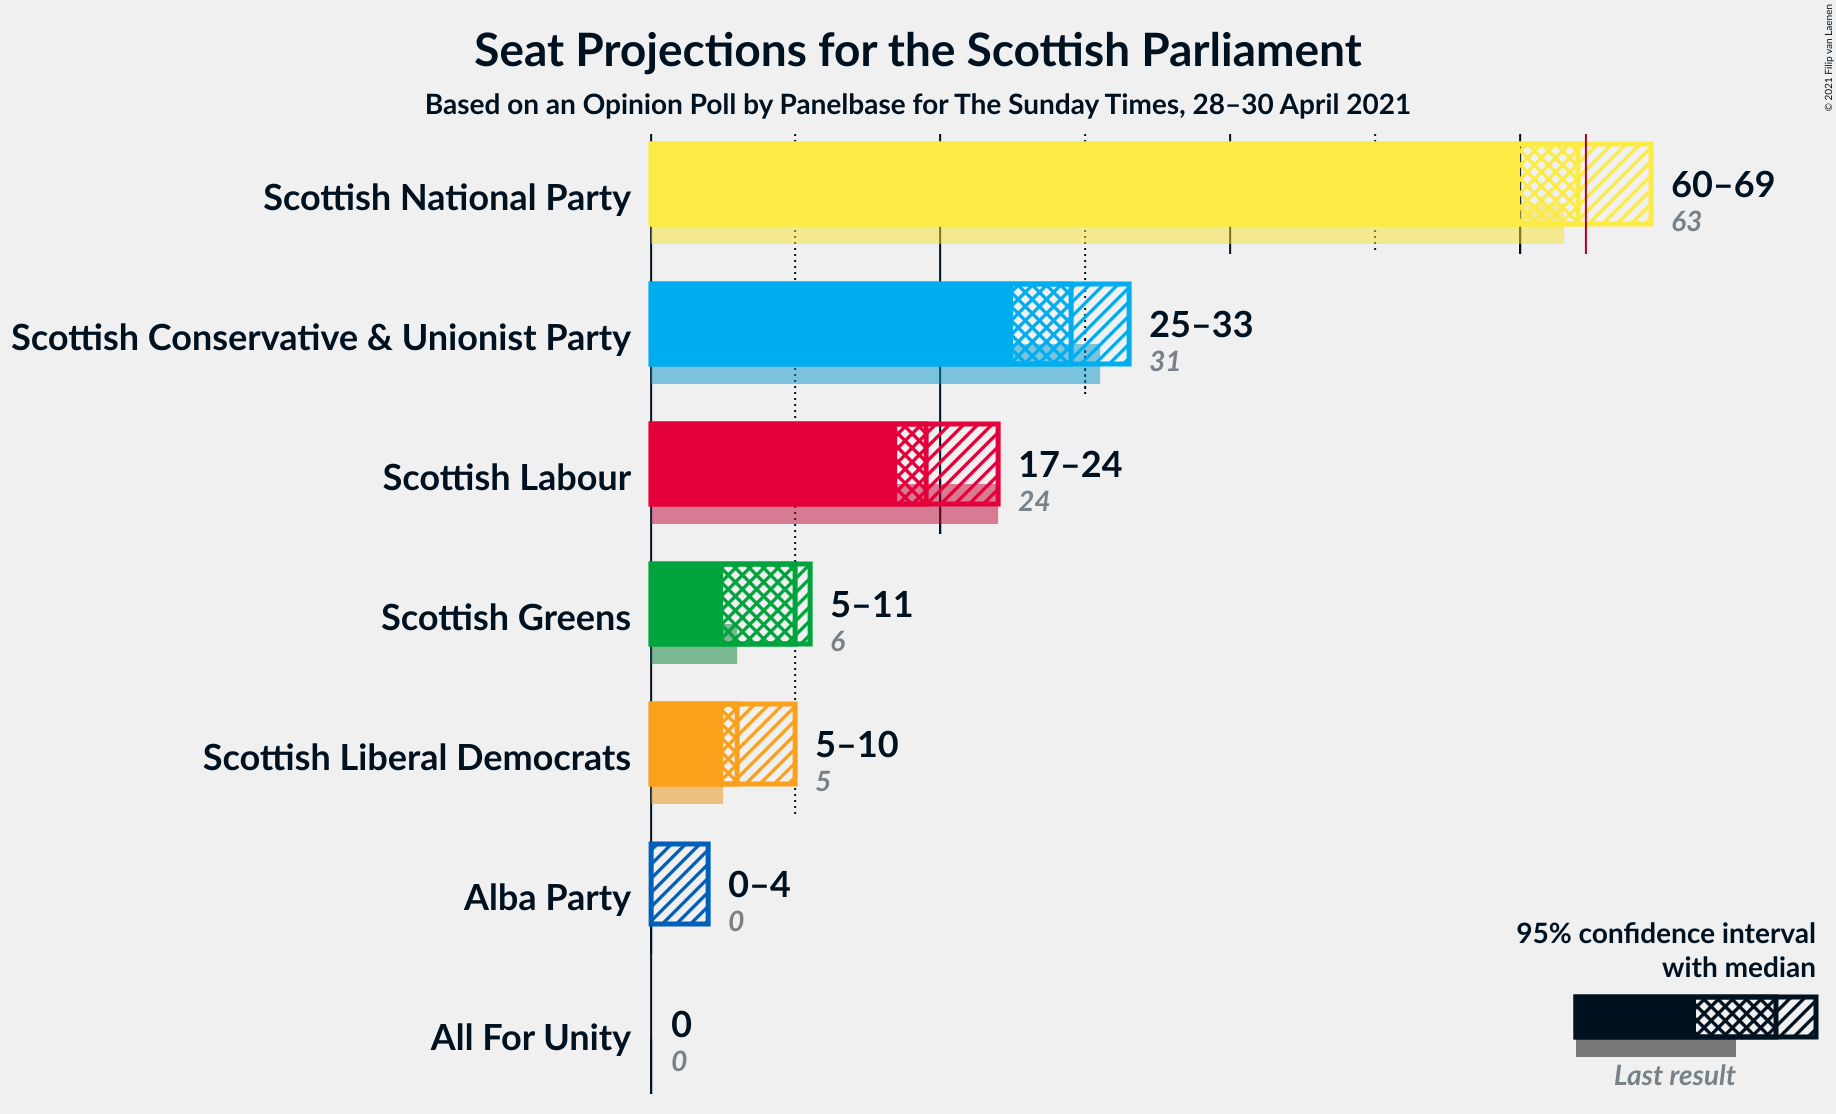 Seat Projections for the Scottish Parliament
Based on an Opinion Poll by Panelbase for The Sunday Times, 28–30 April 2021
© 2021 Filip van Laenen
Scottish National Party
60–69
63
Scottish Conservative & Unionist Party
25–33
31
Scottish Labour
17–24
24
Scottish Greens
5–11
6
Scottish Liberal Democrats
5–10
5
Alba Party
0–4
0
All For Unity
0
0
95% confidence interval
with median
Last result